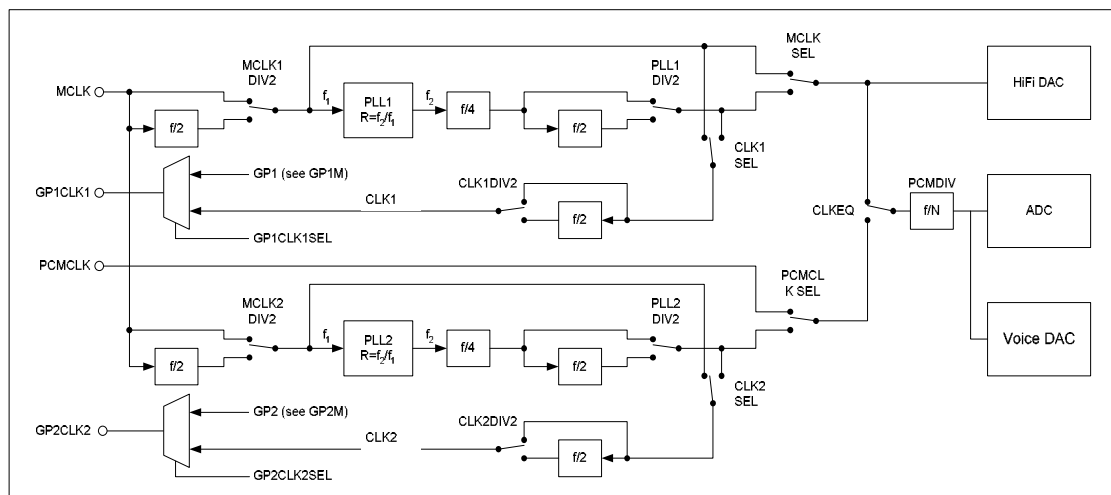 MCLK
SEL
MCLK1
DIV2
PLL1
DIV2
MCLK
f1
PLL1
R=f2/f1
f2
f/4
f/2
f/2
HiFi DAC
CLK1
SEL
GP1 (see GP1M)
CLK1DIV2
GP1CLK1
CLK1
f/2
PCMDIV
CLKEQ
f/N
ADC
GP1CLK1SEL
PCMCLK
MCLK2
DIV2
PLL2
DIV2
PCMCL
K SEL
f1
PLL2
R=f2/f1
f2
f/4
f/2
f/2
Voice DAC
CLK2
SEL
GP2 (see GP2M)
CLK2DIV2
GP2CLK2
CLK2
f/2
GP2CLK2SEL